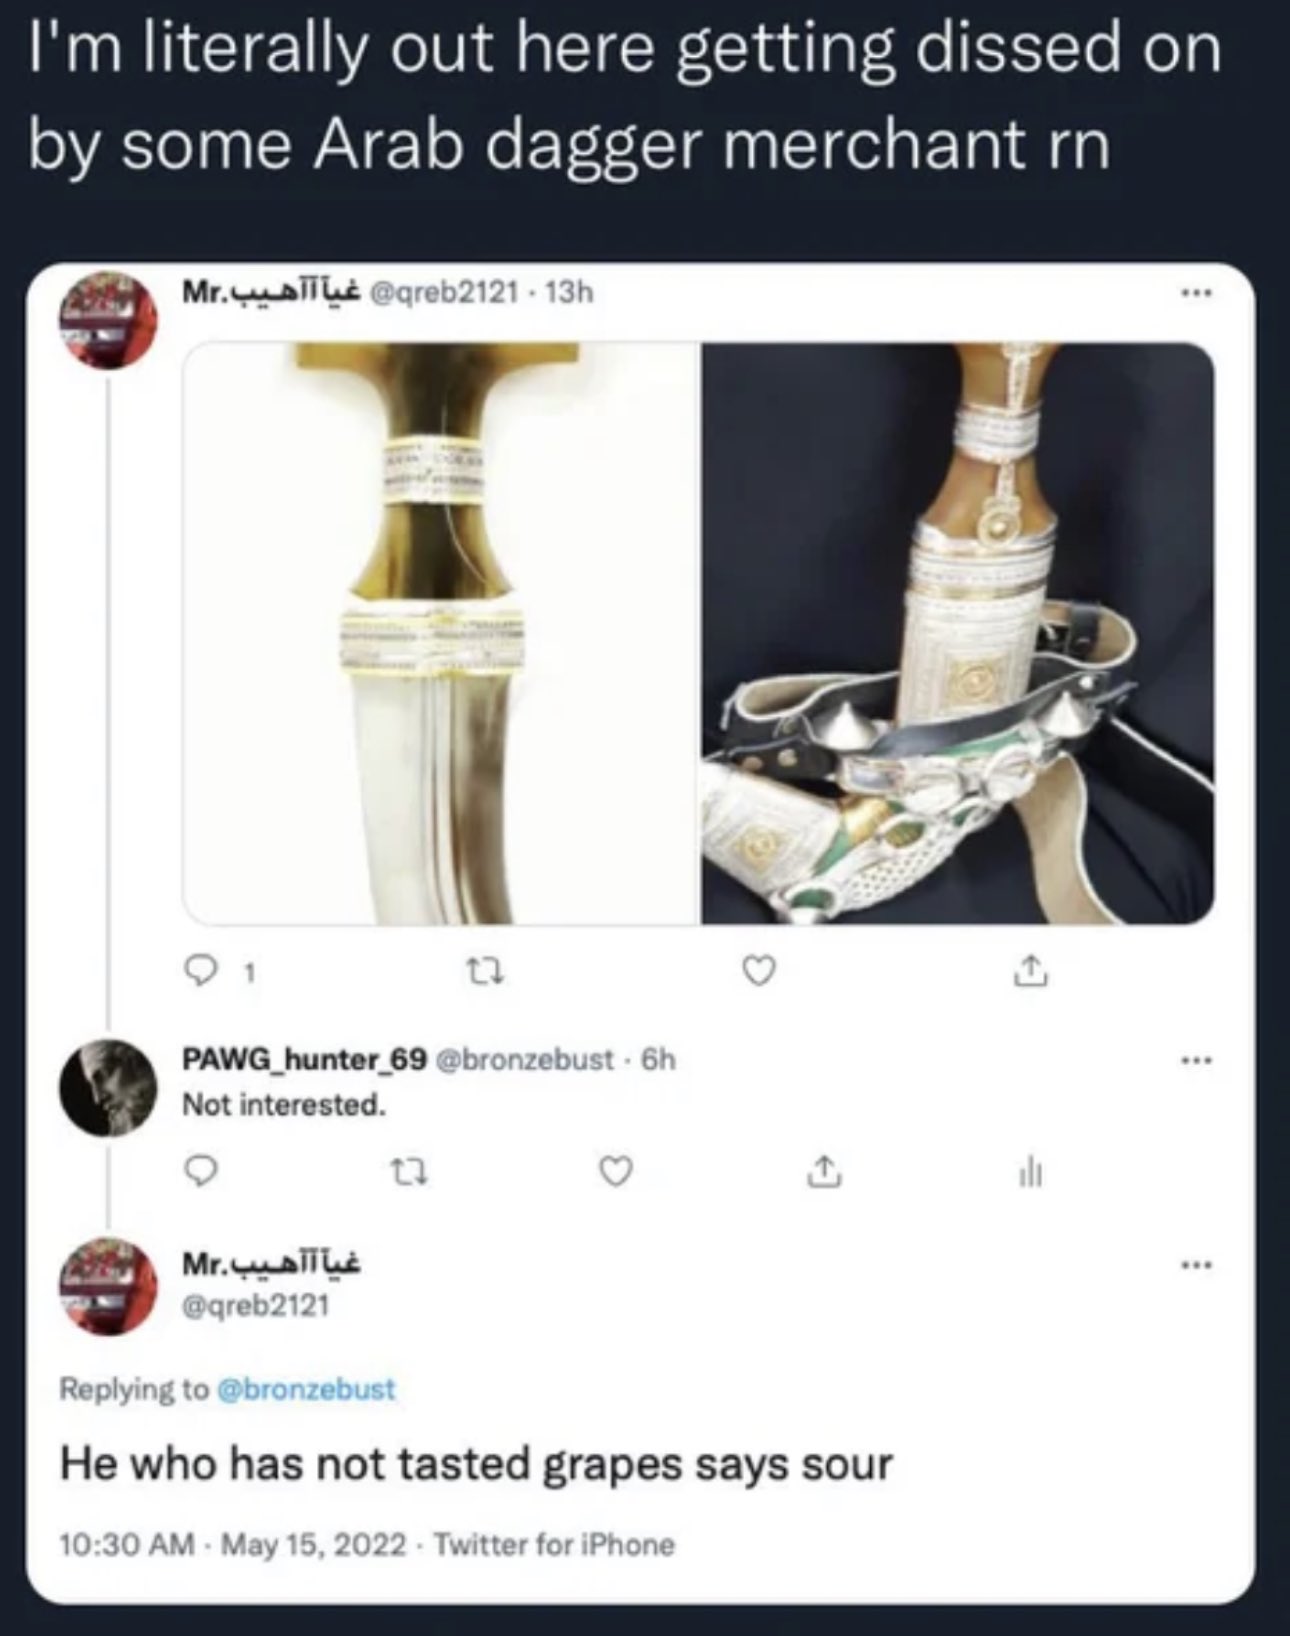 I'm literally out here getting dissed on
by some Arab dagger merchant rn
Mr.غيآآآهيب @qreb2121 · 13h
1
PAWG_hunter_69 @bronzebust · 6h
Not interested.
Mr.غيآآآهيب
@qreb2121
Replying to @bronzebust
He who has not tasted grapes says sour
10:30 AM · May 15, 2022 · Twitter for iPhone